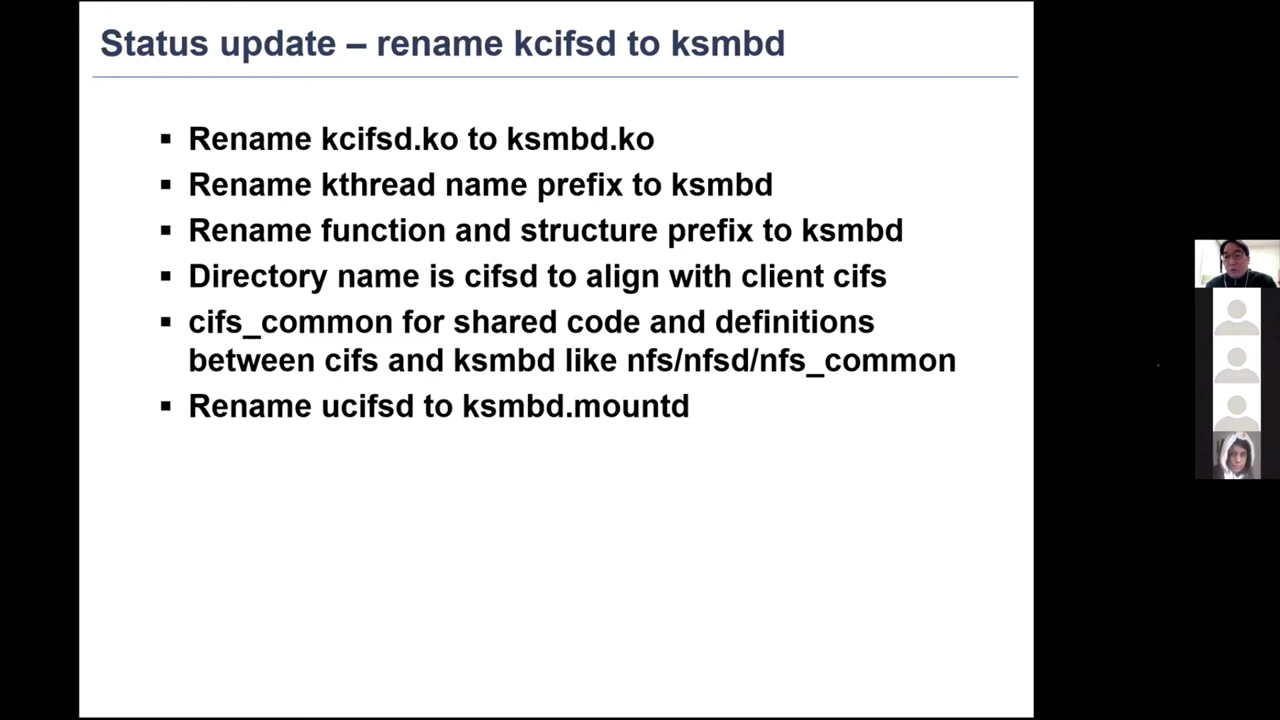 Status update – rename kcifsd to ksmbd
▪ Rename kcifsd.ko to ksmbd.ko
▪ Rename kthread name prefix to ksmbd
▪ Rename function and structure prefix to ksmbd
▪ Directory name is cifsd to align with client cifs
▪ cifs_common for shared code and definitions
between cifs and ksmbd like nfs/nfsd/nfs_common
▪ Rename ucifsd to ksmbd.mountd